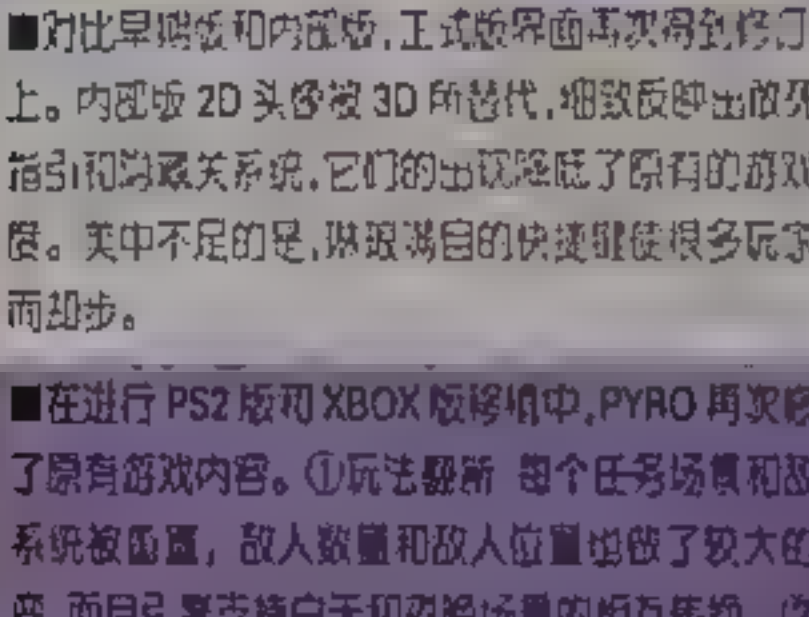 ■对比早期版和内部版,正式版界面再次得到修订
上。内部版2D头像被3D所替代,细致反映出敌
指引和隐藏关系统,它们的出现降低了原有的游戏
度。美中不足的是,琳琅满目的快捷键使很多玩家
而却步。
■在进行PS2版和XBOX版移植中,PYRO再次修
了原有游戏内容。①玩法翻新 每个任务场景和敌
系统被重置,敌人数量和敌人位置也做了较大的